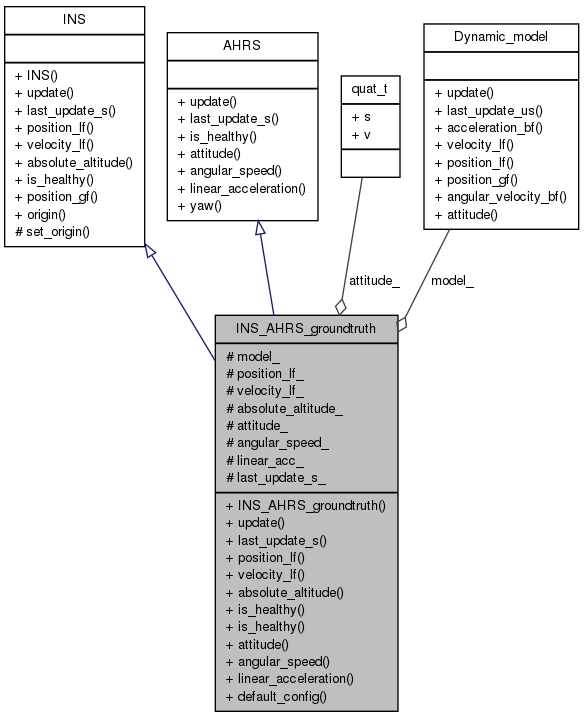 INS
+ INS()
+ update()
+ last_update_s()
+ position_lf()
+ velocity_lf()
+ absolute_altitude()
+ is_healthy()
+ position_gf()
+ origin()
# set_origin()
AHRS
+ update()
+ last_update_s()
+ is_healthy()
+ attitude()
+ angular_speed()
+ linear_acceleration()
+ yaw()
quat_t
+ s
+ v
Dynamic_model
+ update()
+ last_update_us()
+ acceleration_bf()
+ velocity_lf()
+ position_lf()
+ position_gf()
+ angular_velocity_bf()
+ attitude()
attitude_
model_
INS_AHRS_groundtruth
# model_
# position_lf_
# velocity_lf_
# absolute_altitude_
# attitude_
# angular_speed_
# linear_acc_
# last_update_s_
+ INS_AHRS_groundtruth()
+ update()
+ last_update_s()
+ position_lf()
+ velocity_lf()
+ absolute_altitude()
+ is_healthy()
+ is_healthy()
+ attitude()
+ angular_speed()
+ linear_acceleration()
+ default_config()